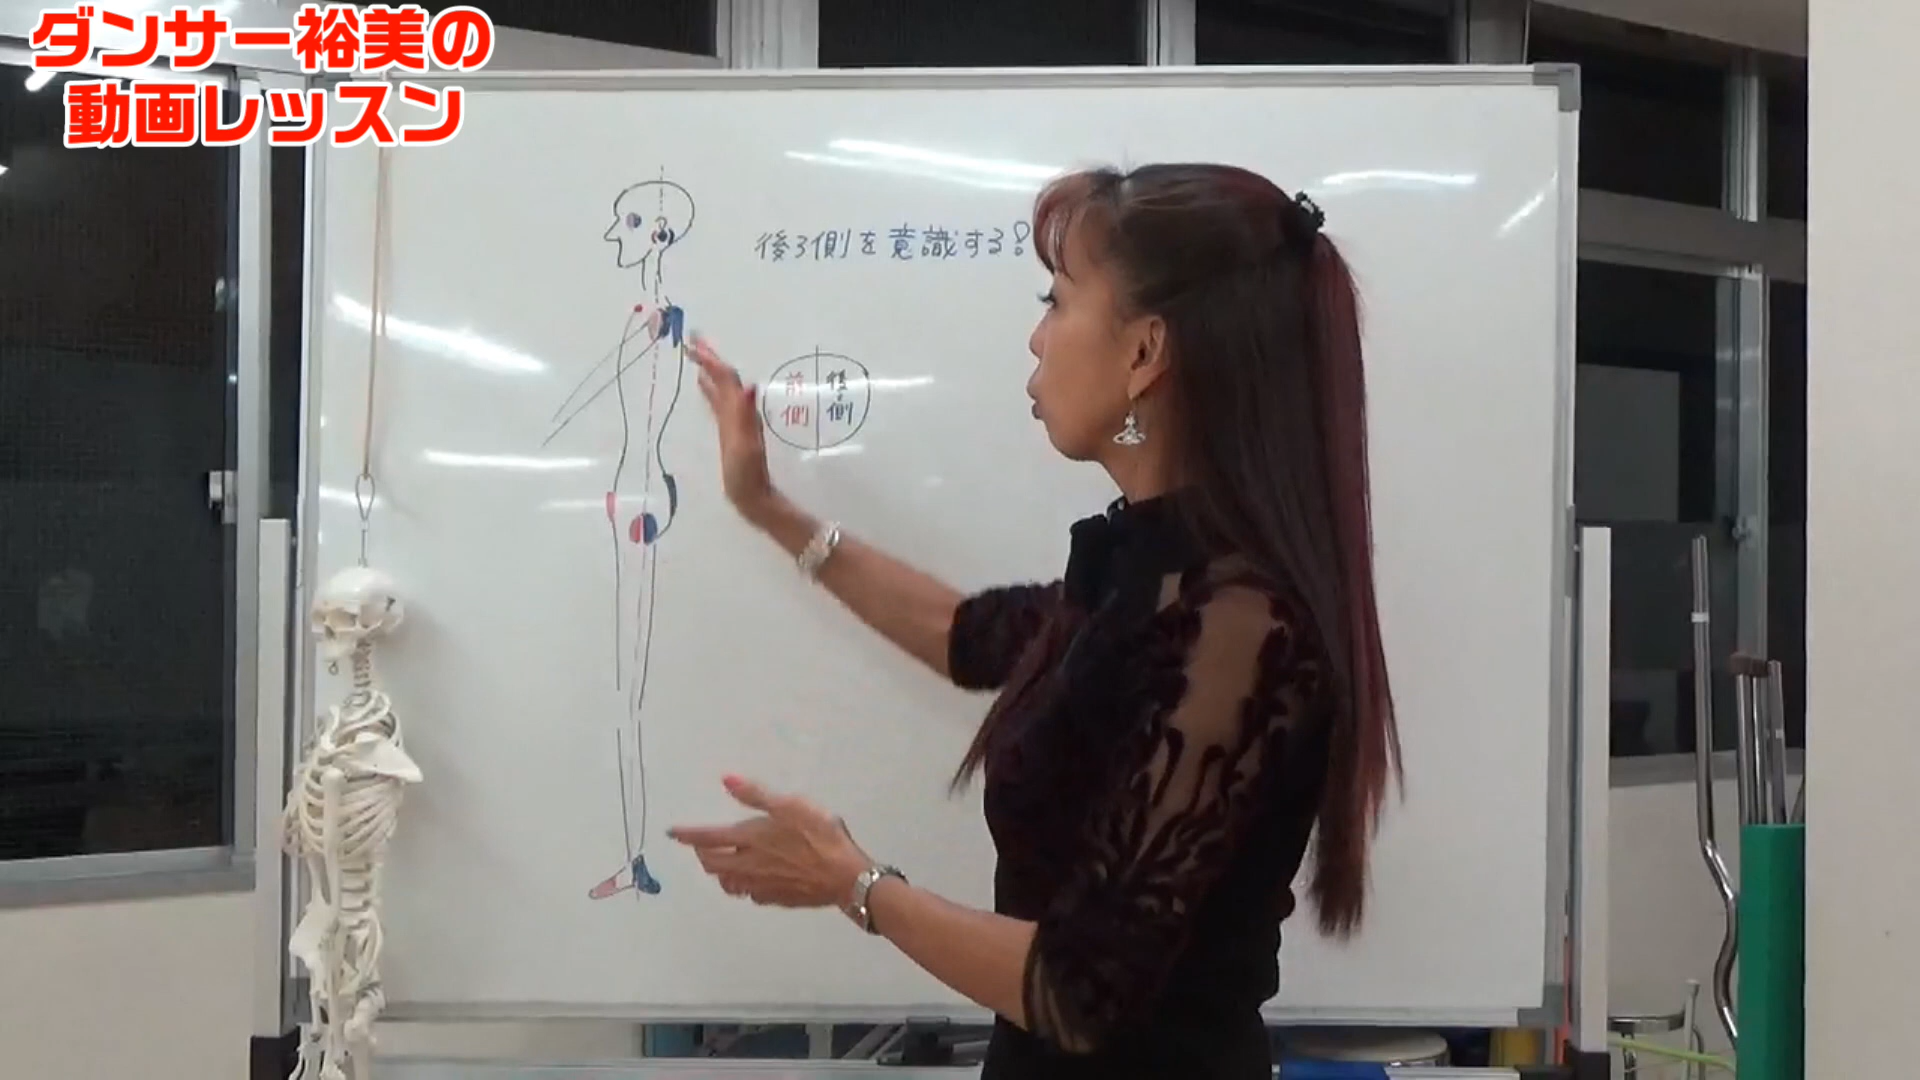 ダンサー裕美の
動画レッスン
後ろ側を意識する!
前側
後ろ側